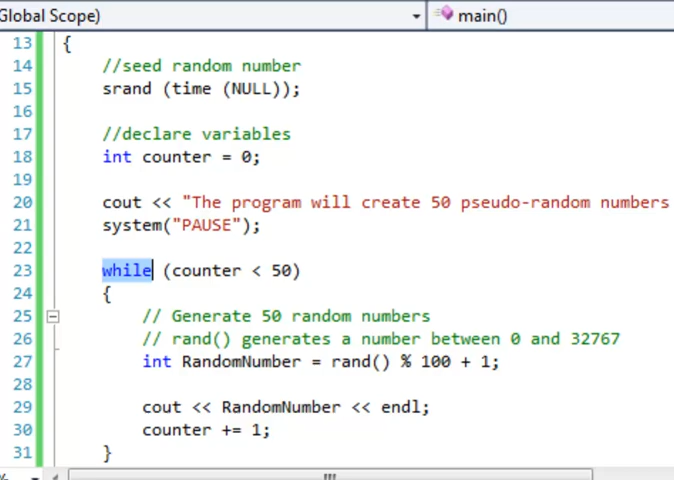 Global Scope) main()
13 {
14 //seed random number
15 srand (time (NULL));
16
17 //declare variables
18 int counter = 0;
19
20 cout << "The program will create 50 pseudo-random numbers
21 system("PAUSE");
22
23 while (counter < 50)
24 {
25 // Generate 50 random numbers
26 // rand() generates a number between 0 and 32767
27 int RandomNumber = rand() % 100 + 1;
28
29 cout << RandomNumber << endl;
30 counter += 1;
31 }
%